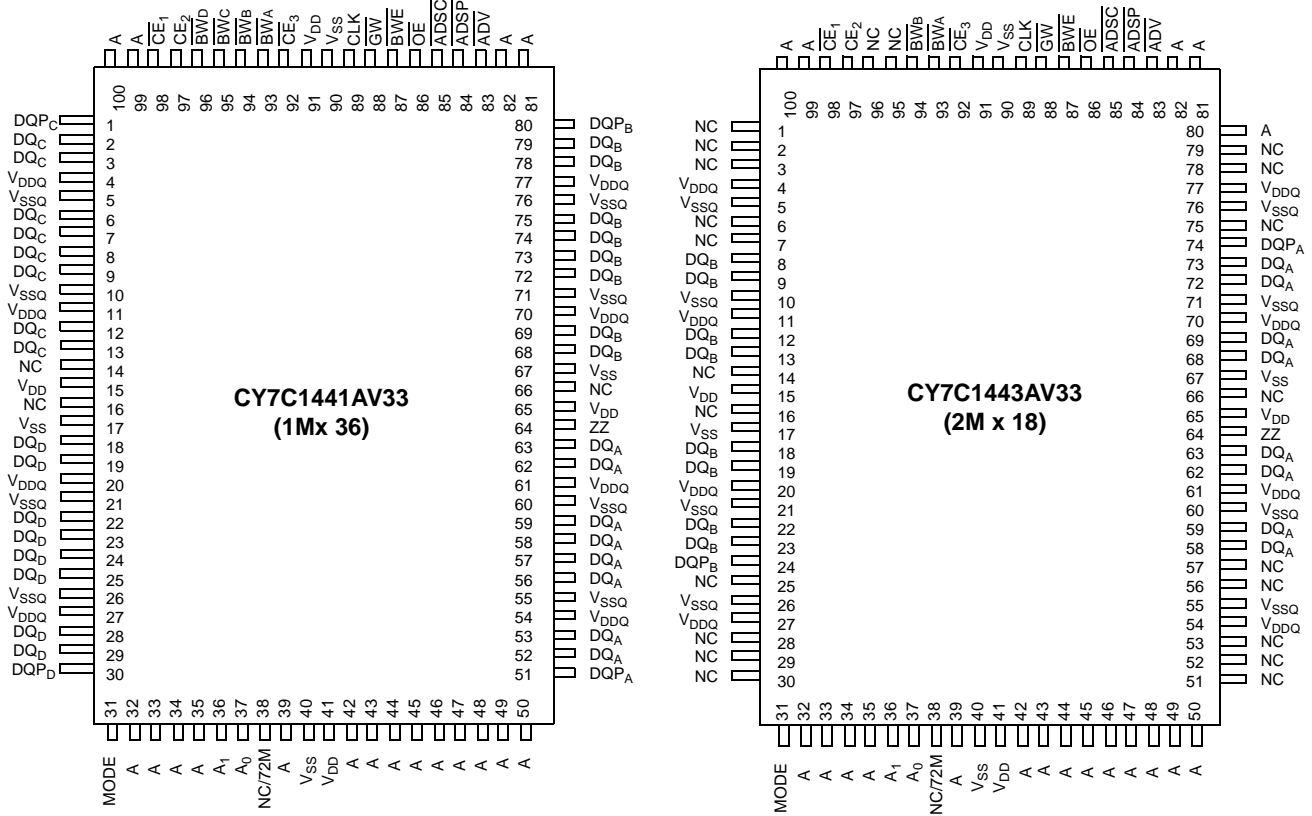 A A CE1 CE2 BWD BWC BWB BWA CE3 VDD VSS CLK GW BWE OE ADSC ADSP ADV A A
100 99 98 97 96 95 94 93 92 91 90 89 88 87 86 85 84 83 82 81
DQPC 1 80 DQPB
DQC 2 79 DQB
DQC 3 78 DQB
VDDQ 4 77 VDDQ
VSSQ 5 76 VSSQ
DQC 6 75 DQB
DQC 7 74 DQB
DQC 8 73 DQB
DQC 9 72 DQB
VSSQ 10 71 VSSQ
VDDQ 11 70 VDDQ
DQC 12 69 DQB
DQC 13 68 DQB
NC 14 67 VSS
VDD 15 66 NC
NC 16 65 VDD
VSS 17 64 ZZ
DQD 18 63 DQA
DQD 19 62 DQA
VDDQ 20 61 VDDQ
VSSQ 21 60 VSSQ
DQD 22 59 DQA
DQD 23 58 DQA
DQD 24 57 DQA
DQD 25 56 DQA
VSSQ 26 55 VSSQ
VDDQ 27 54 VDDQ
DQD 28 53 DQA
DQD 29 52 DQA
DQPD 30 51 DQPA
CY7C1441AV33
(1Mx 36)
31 32 33 34 35 36 37 38 39 40 41 42 43 44 45 46 47 48 49 50
MODE A A A A A1 A0 NC/72M A VSS VDD A A A A A A A A A
A A CE1 CE2 NC NC BWB BWA CE3 VDD VSS CLK GW BWE OE ADSC ADSP ADV A A
100 99 98 97 96 95 94 93 92 91 90 89 88 87 86 85 84 83 82 81
NC 1 80 A
NC 2 79 NC
NC 3 78 NC
VDDQ 4 77 VDDQ
VSSQ 5 76 VSSQ
NC 6 75 NC
NC 7 74 DQPA
DQB 8 73 DQA
DQB 9 72 DQA
VSSQ 10 71 VSSQ
VDDQ 11 70 VDDQ
DQB 12 69 DQA
DQB 13 68 DQA
NC 14 67 VSS
VDD 15 66 NC
NC 16 65 VDD
VSS 17 64 ZZ
DQB 18 63 DQA
DQB 19 62 DQA
VDDQ 20 61 VDDQ
VSSQ 21 60 VSSQ
DQB 22 59 DQA
DQB 23 58 DQA
DQPB 24 57 NC
NC 25 56 NC
VSSQ 26 55 VSSQ
VDDQ 27 54 VDDQ
NC 28 53 NC
NC 29 52 NC
NC 30 51 NC
CY7C1443AV33
(2M x 18)
31 32 33 34 35 36 37 38 39 40 41 42 43 44 45 46 47 48 49 50
MODE A A A A A1 A0 NC/72M A VSS VDD A A A A A A A A A